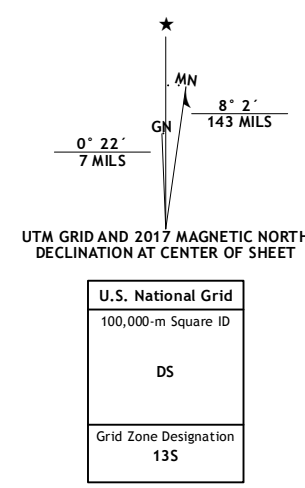 MN
GN
8° 2´
143 MILS
0° 22´
7 MILS
UTM GRID AND 2017 MAGNETIC NORTH
DECLINATION AT CENTER OF SHEET
U.S. National Grid
100,000-m Square ID
DS
Grid Zone Designation
13S